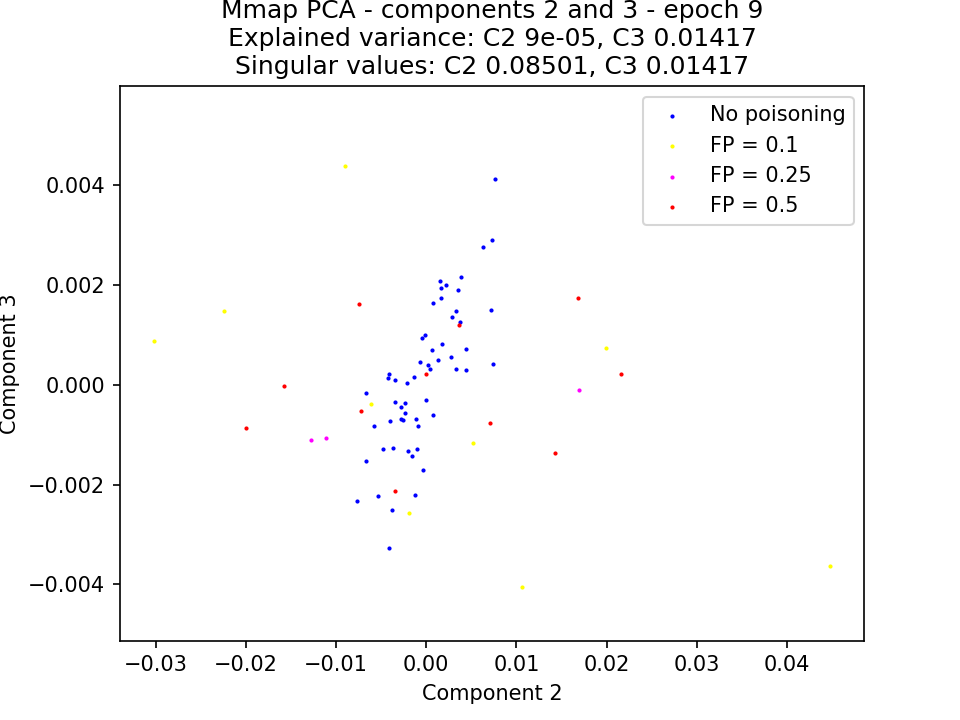 Mmap PCA - components 2 and 3 - epoch 9
Explained variance: C2 9e-05, C3 0.01417
Singular values: C2 0.08501, C3 0.01417
No poisoning
FP = 0.1
FP = 0.25
FP = 0.5
Component 3
0.004
0.002
0.000
−0.002
−0.004
−0.03
−0.02
−0.01
0.00
0.01
0.02
0.03
0.04
Component 2